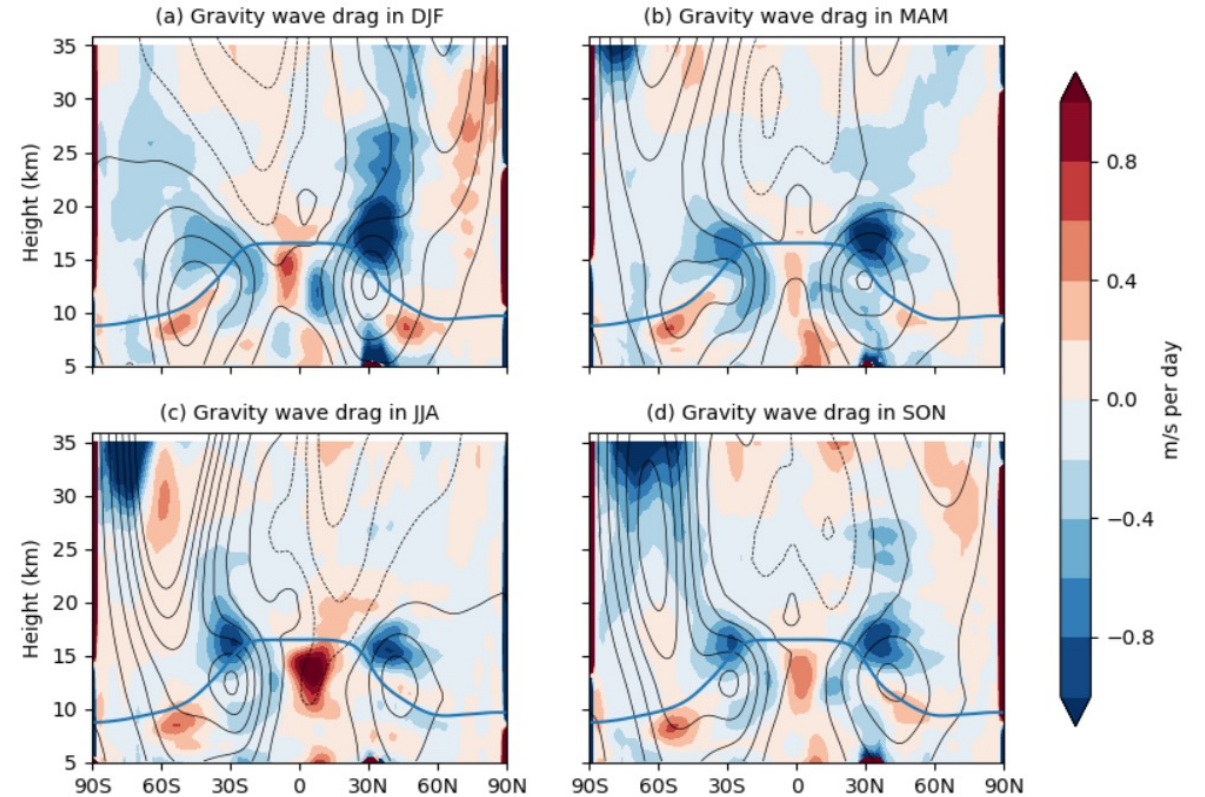 (a) Gravity wave drag in DJF
(b) Gravity wave drag in MAM
35
30
25
20
15
10
5
Height (km)
(c) Gravity wave drag in JJA
(d) Gravity wave drag in SON
35
30
25
20
15
10
5
Height (km)
90S 60S 30S 0 30N 60N 90N
90S 60S 30S 0 30N 60N 90N
0.8
0.4
0.0
−0.4
−0.8
m/s per day